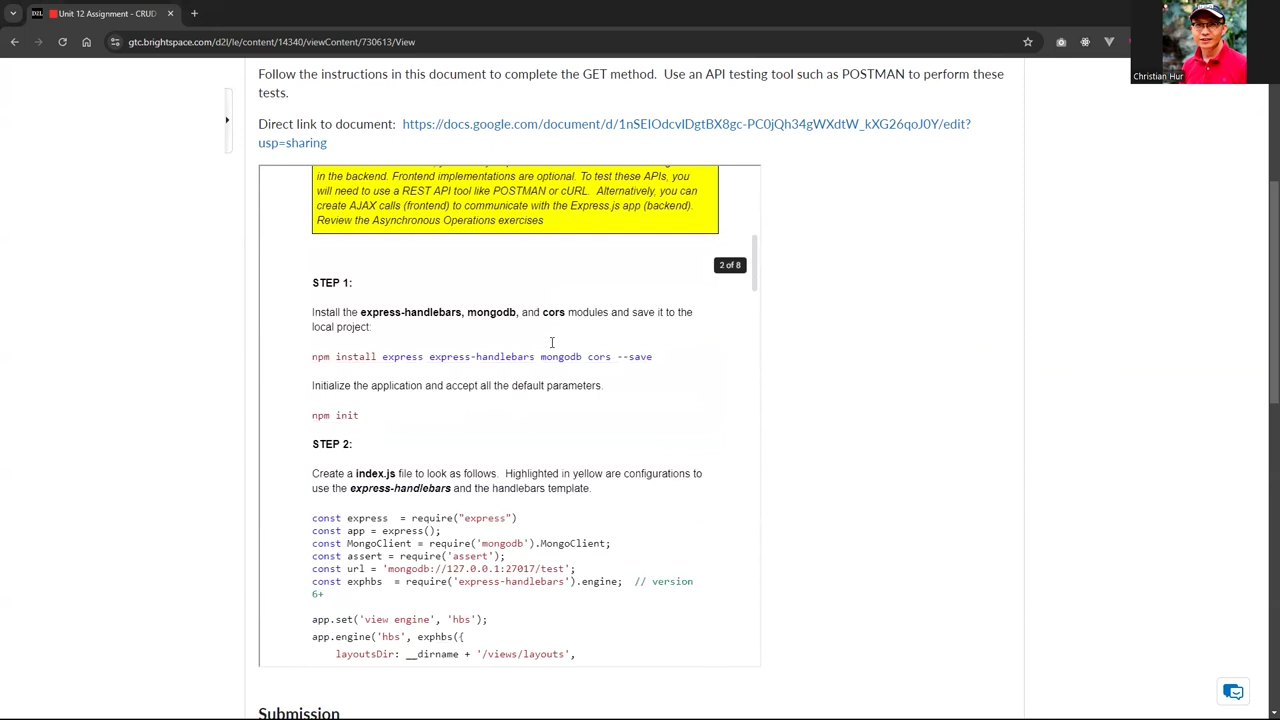 Unit 12 Assignment - CRUD
gtc.brightspace.com/d2l/le/content/14340/viewContent/730613/View
Christian Hur
Follow the instructions in this document to complete the GET method.  Use an API testing tool such as POSTMAN to perform these
tests.
Direct link to document:  https://docs.google.com/document/d/1nSEIOdcvIDgtBX8gc-PC0jQh34gWXdtW_kXG26qoJ0Y/edit?
usp=sharing
in the backend. Frontend implementations are optional. To test these APIs, you
will need to use a REST API tool like POSTMAN or cURL.  Alternatively, you can
create AJAX calls (frontend) to communicate with the Express.js app (backend).
Review the Asynchronous Operations exercises
2 of 8
STEP 1:
Install the express-handlebars, mongodb, and cors modules and save it to the
local project:
npm install express express-handlebars mongodb cors --save
Initialize the application and accept all the default parameters.
npm init
STEP 2:
Create a index.js file to look as follows.  Highlighted in yellow are configurations to
use the express-handlebars and the handlebars template.
const express  = require("express")
const app = express();
const MongoClient = require('mongodb').MongoClient;
const assert = require('assert');
const url = 'mongodb://127.0.0.1:27017/test';
const exphbs  = require('express-handlebars').engine;  // version
6+
app.set('view engine', 'hbs');
app.engine('hbs', exphbs({
layoutsDir: __dirname + '/views/layouts',
Submission